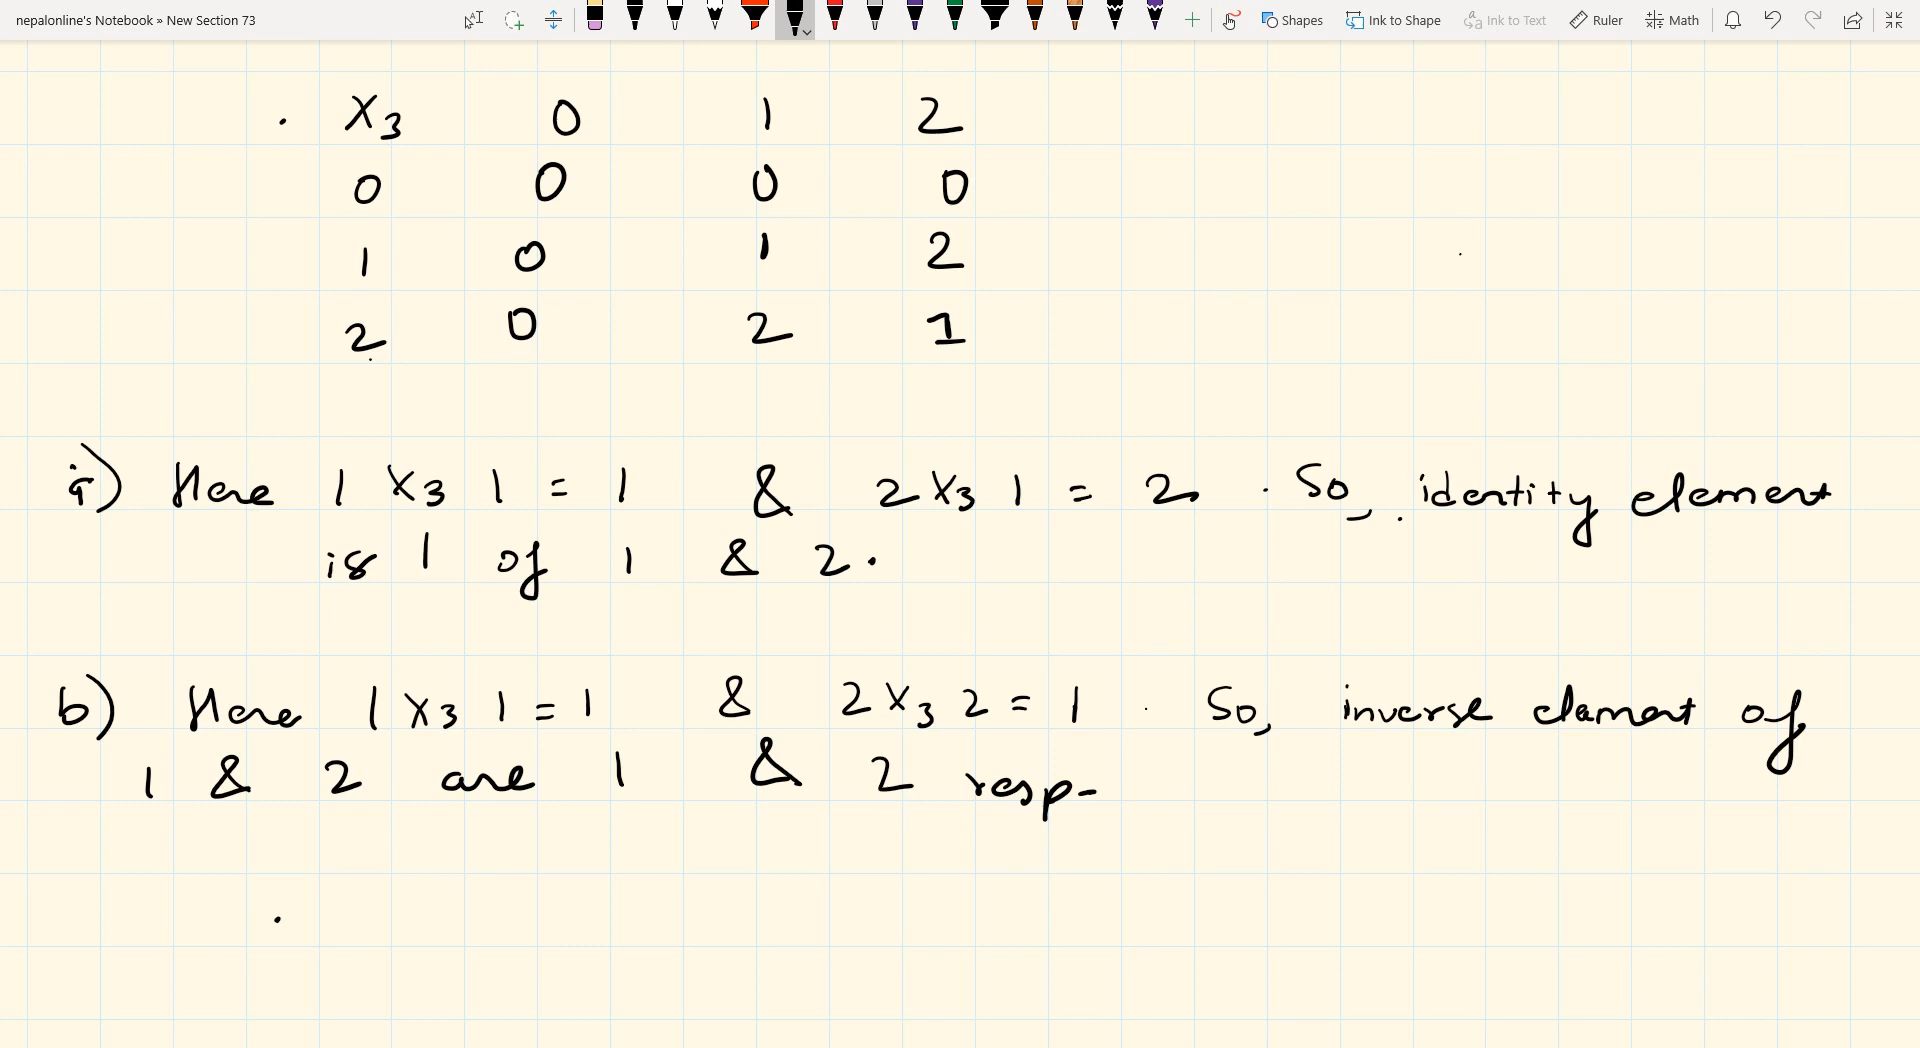 nepalonline's Notebook » New Section 73
Shapes Ink to Shape Ink to Text Ruler Math
. X3 0 1 2
0 0 0 0
1 0 1 2
2 0 2 1
Here 1 X3 1 = 1 & 2 X3 1 = 2 . So, identity element
is 1 of 1 & 2.
b) Here 1 X3 1 = 1 & 2 X3 2 = 1 . So, inverse element of
1 & 2 are 1 & 2 resp-